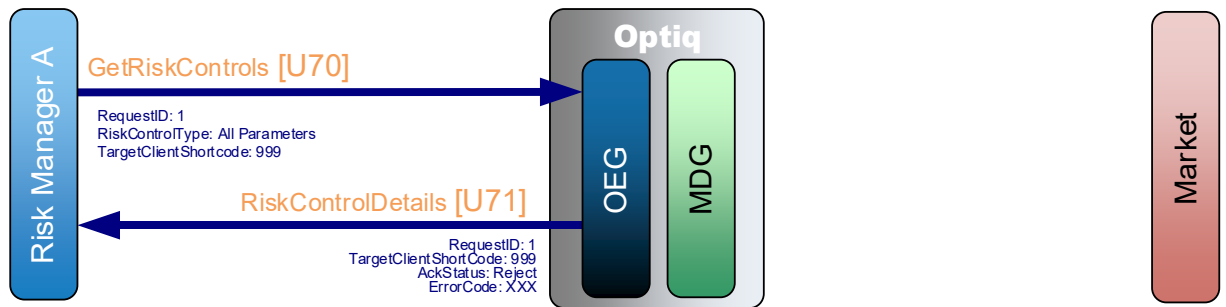 Risk Manager A
GetRiskControls [U70]
RequestID: 1
RiskControlType: All Parameters
TargetClientShortcode: 999
RiskControlDetails [U71]
RequestID: 1
TargetClientShortCode: 999
AckStatus: Reject
ErrorCode: XXX
Optiq
OEG
MDG
Market